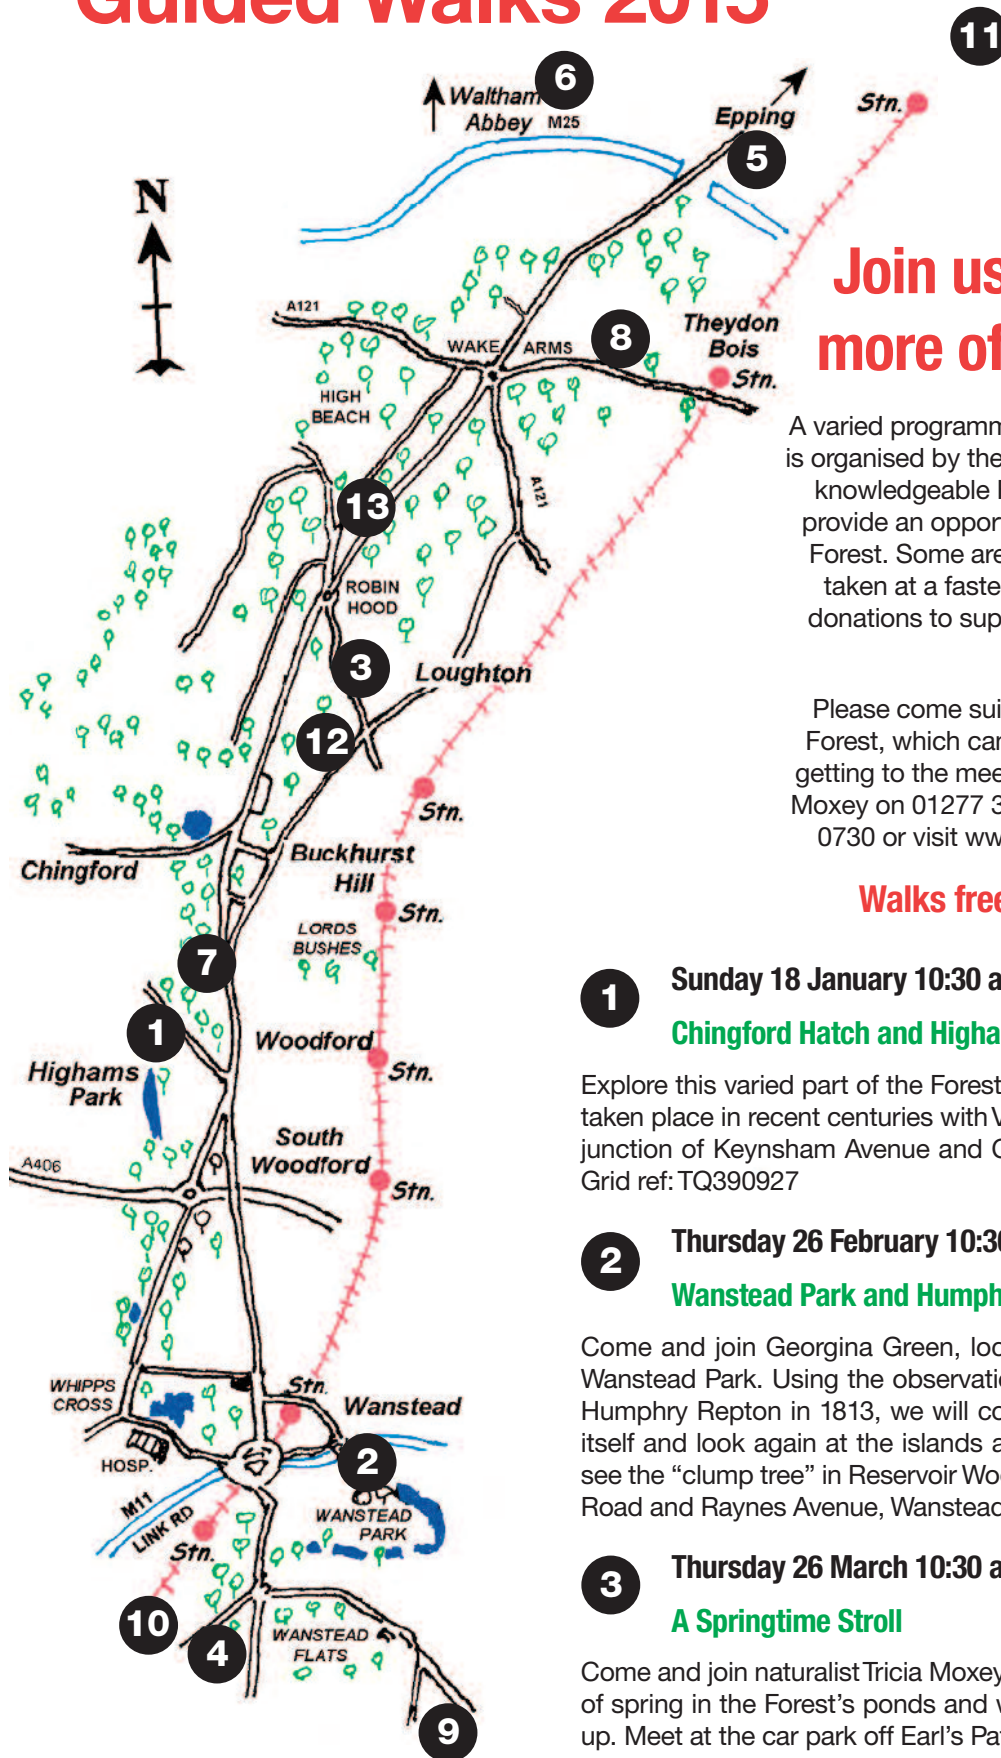 Guided Walks 2015
11
6
Waltham
Abbey M25
Epping
5
Stn.
N
A121
WAKE ARMS
8
Theydon
Bois
Stn.
HIGH
BEACH
A121
13
ROBIN
HOOD
3
Loughton
12
Stn.
Chingford
Buckhurst
Hill
Stn.
LORDS
BUSHES
7
1
Woodford
Stn.
Highams
Park
South
Woodford
Stn.
A406
WHIPPS
CROSS
Stn.
Wanstead
HOSP.
2
M11
LINK RD
WANSTEAD
PARK
Stn.
10
4
WANSTEAD
FLATS
9
Join us
more of
A varied programm
is organised by the
knowledgeable
provide an oppor
Forest. Some are
taken at a faste
donations to sup
Please come sui
Forest, which can
getting to the mee
Moxey on 01277 3
0730 or visit ww
Walks free
1
Sunday 18 January 10:30 a
Chingford Hatch and Higha
Explore this varied part of the Forest
taken place in recent centuries with V
junction of Keynsham Avenue and C
Grid ref: TQ390927
2
Thursday 26 February 10:30
Wanstead Park and Humph
Come and join Georgina Green, loc
Wanstead Park. Using the observatio
Humphry Repton in 1813, we will co
itself and look again at the islands a
see the “clump tree” in Reservoir Woo
Road and Raynes Avenue, Wanstead
3
Thursday 26 March 10:30 a
A Springtime Stroll
Come and join naturalist Tricia Moxey
of spring in the Forest’s ponds and w
up. Meet at the car park off Earl’s Pat